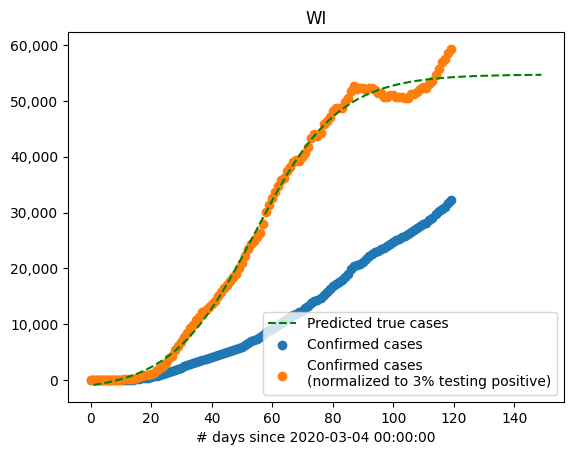 WI
60,000
50,000
40,000
30,000
20,000
10,000
0
Predicted true cases
Confirmed cases
Confirmed cases
(normalized to 3% testing positive)
0 20 40 60 80 100 120 140
# days since 2020-03-04 00:00:00